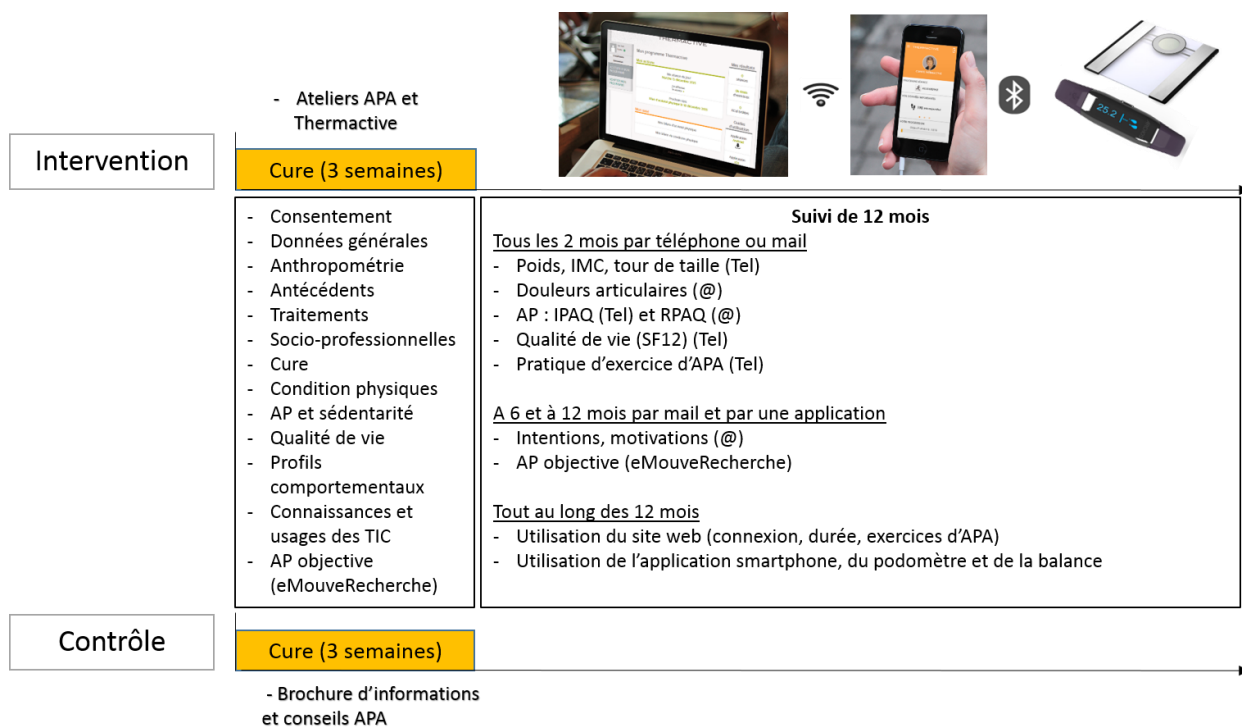 THERMACTIVE
Mon programme Thermactive
25.2
- Ateliers APA et
Thermactive
Intervention
Cure (3 semaines)
- Consentement
- Données générales
- Anthropométrie
- Antécédents
- Traitements
- Socio-professionnelles
- Cure
- Condition physiques
- AP et sédentarité
- Qualité de vie
- Profils
comportementaux
- Connaissances et
usages des TIC
- AP objective
(eMouveRecherche)
Suivi de 12 mois
Tous les 2 mois par téléphone ou mail
- Poids, IMC, tour de taille (Tel)
- Douleurs articulaires (@)
- AP : IPAQ (Tel) et RPAQ (@)
- Qualité de vie (SF12) (Tel)
- Pratique d’exercice d’APA (Tel)
A 6 et à 12 mois par mail et par une application
- Intentions, motivations (@)
- AP objective (eMouveRecherche)
Tout au long des 12 mois
- Utilisation du site web (connexion, durée, exercices d’APA)
- Utilisation de l’application smartphone, du podomètre et de la balance
Contrôle
Cure (3 semaines)
- Brochure d’informations
et conseils APA